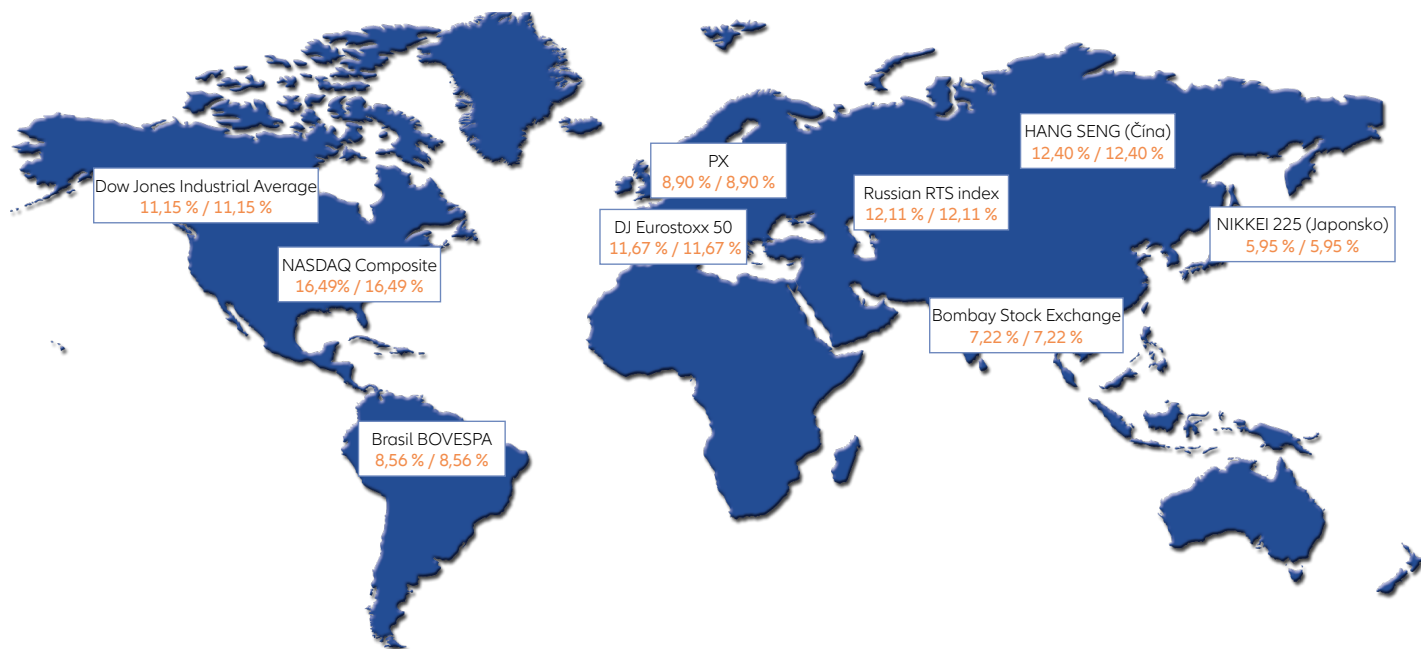 HANG SENG (Čína)
12,40 % / 12,40 %
PX
8,90 % / 8,90 %
Dow Jones Industrial Average
11,15 % / 11,15 %
Russian RTS index
12,11 % / 12,11 %
NIKKEI 225 (Japonsko)
5,95 % / 5,95 %
DJ Eurostoxx 50
11,67 % / 11,67 %
NASDAQ Composite
16,49% / 16,49 %
Bombay Stock Exchange
7,22 % / 7,22 %
Brasil BOVESPA
8,56 % / 8,56 %